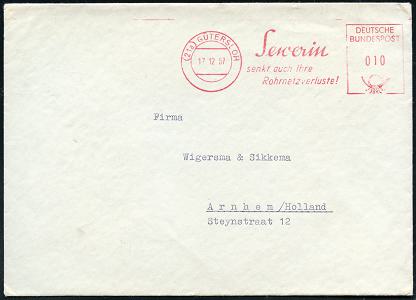 (21a) GÜTERSLOH
17 12 57
Sewerin
senkt auch Ihre
Rohrnetzverluste!
DEUTSCHE
BUNDESPOST
010
Firma
Wigersma & Sikkema
Arnhem/Holland
Steynstraat 12